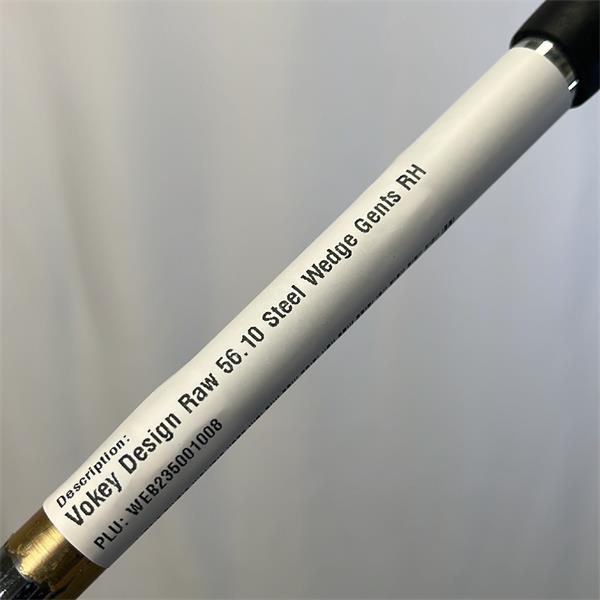 Description:
Vokey Design Raw 56.10 Steel Wedge Gents RH
PLU: WEB235001008